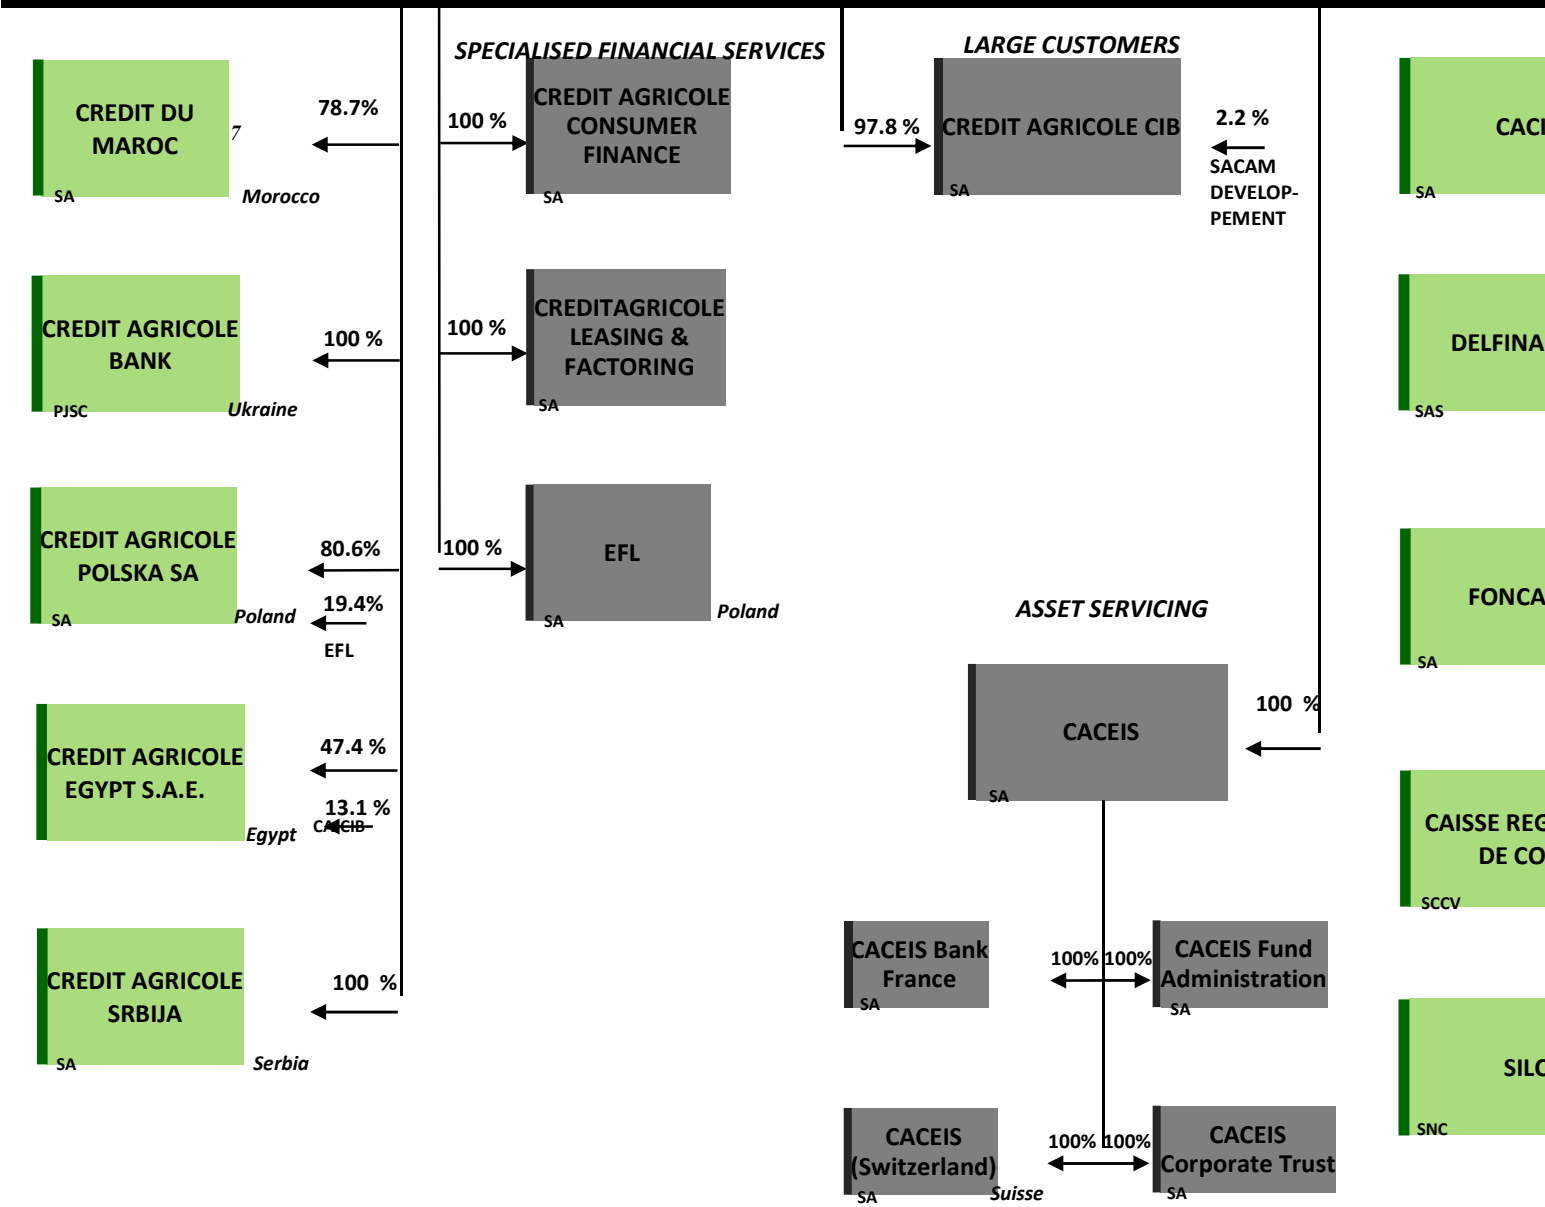 SPECIALISED FINANCIAL SERVICES
LARGE CUSTOMERS
CREDIT DU
MAROC
7
SA
Morocco
78.7%
100 %
CREDIT AGRICOLE
CONSUMER
FINANCE
SA
97.8 %
CREDIT AGRICOLE CIB
SA
2.2 %
SACAM
DEVELOP-
PEMENT
CACI
SA
CREDIT AGRICOLE
BANK
PJSC
Ukraine
100 %
100 %
CREDITAGRICOLE
LEASING &
FACTORING
SA
DELFINA
SAS
CREDIT AGRICOLE
POLSKA SA
SA
Poland
80.6%
19.4%
EFL
100 %
EFL
SA
Poland
FONCA
SA
ASSET SERVICING
CACEIS
SA
100 %
CREDIT AGRICOLE
EGYPT S.A.E.
Egypt
47.4 %
13.1 %
CA CIB
CAISSE REG
DE CO
SCCV
CREDIT AGRICOLE
SRBIJA
SA
Serbia
100 %
CACEIS Bank
France
SA
100% 100%
CACEIS Fund
Administration
SA
SILO
SNC
CACEIS
(Switzerland)
SA
Suisse
100% 100%
CACEIS
Corporate Trust
SA